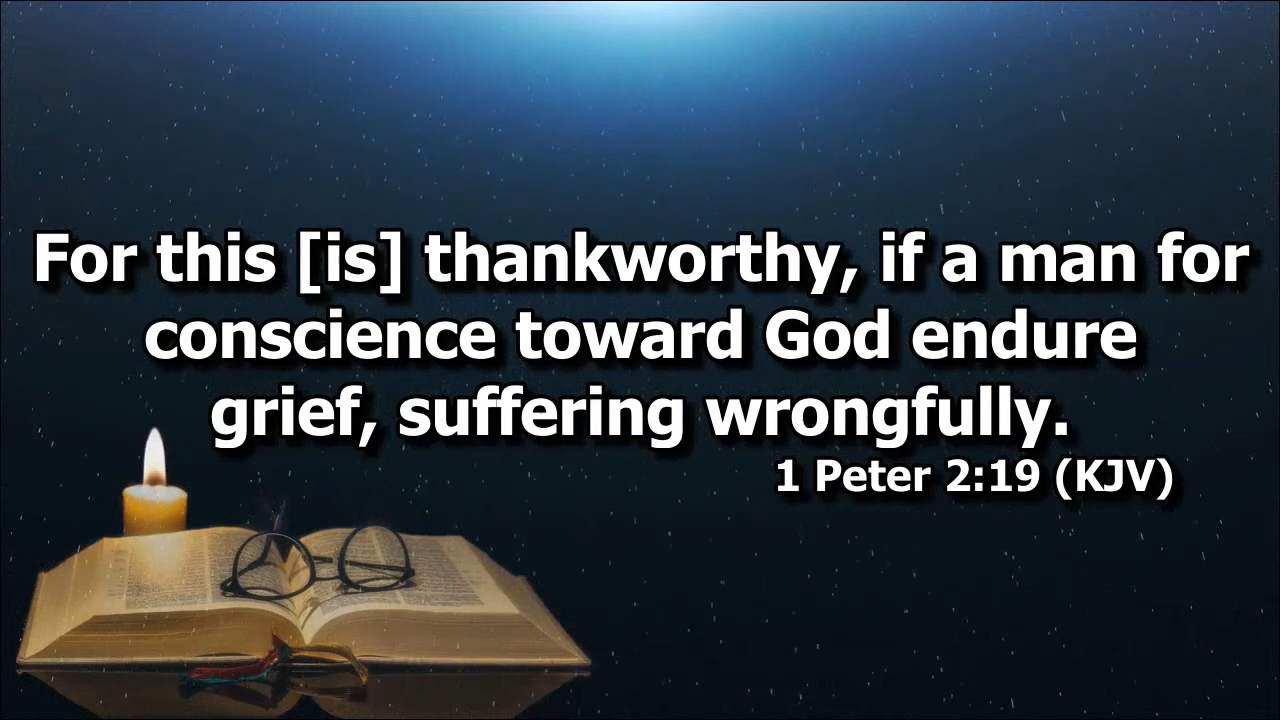 For this [is] thankworthy, if a man for
conscience toward God endure
grief, suffering wrongfully.
1 Peter 2:19 (KJV)